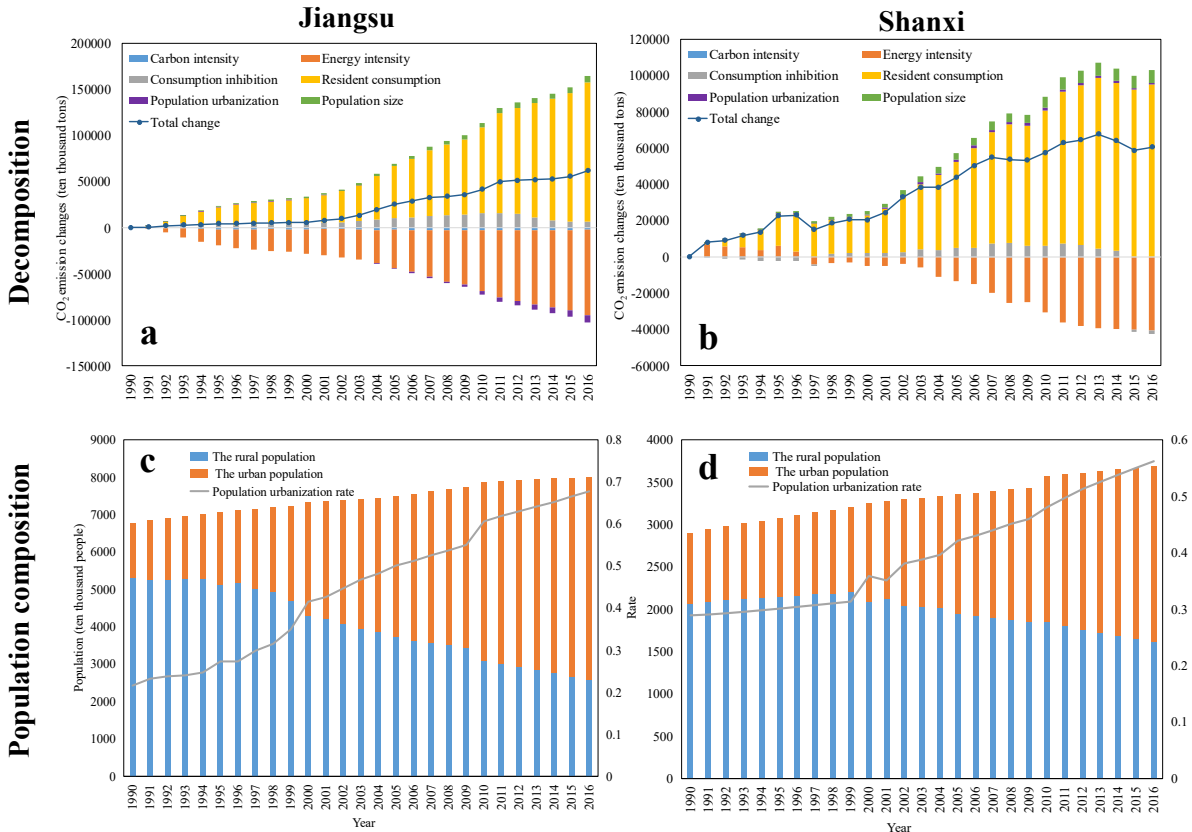 Jiangsu
Shanxi
Decomposition
CO2 emission changes (ten thousand tons)
200000
150000
100000
50000
0
-50000
-100000
-150000
Carbon intensity
Energy intensity
Consumption inhibition
Resident consumption
Population urbanization
Population size
Total change
a
1990 1991 1992 1993 1994 1995 1996 1997 1998 1999 2000 2001 2002 2003 2004 2005 2006 2007 2008 2009 2010 2011 2012 2013 2014 2015 2016
CO2 emission changes (ten thousand tons)
120000
100000
80000
60000
40000
20000
0
-20000
-40000
-60000
Carbon intensity
Energy intensity
Consumption inhibition
Resident consumption
Population urbanization
Population size
Total change
b
1990 1991 1992 1993 1994 1995 1996 1997 1998 1999 2000 2001 2002 2003 2004 2005 2006 2007 2008 2009 2010 2011 2012 2013 2014 2015 2016
Population composition
Population (ten thousand people)
9000
8000
7000
6000
5000
4000
3000
2000
1000
0
c
The rural population
The urban population
Population urbanization rate
0.8
0.7
0.6
0.5
0.4
0.3
0.2
0.1
0
1990 1991 1992 1993 1994 1995 1996 1997 1998 1999 2000 2001 2002 2003 2004 2005 2006 2007 2008 2009 2010 2011 2012 2013 2014 2015 2016
Year
Rate
4000
3500
3000
2500
2000
1500
1000
500
0
d
The rural population
The urban population
Population urbanization rate
0.6
0.5
0.4
0.3
0.2
0.1
0
1990 1991 1992 1993 1994 1995 1996 1997 1998 1999 2000 2001 2002 2003 2004 2005 2006 2007 2008 2009 2010 2011 2012 2013 2014 2015 2016
Year